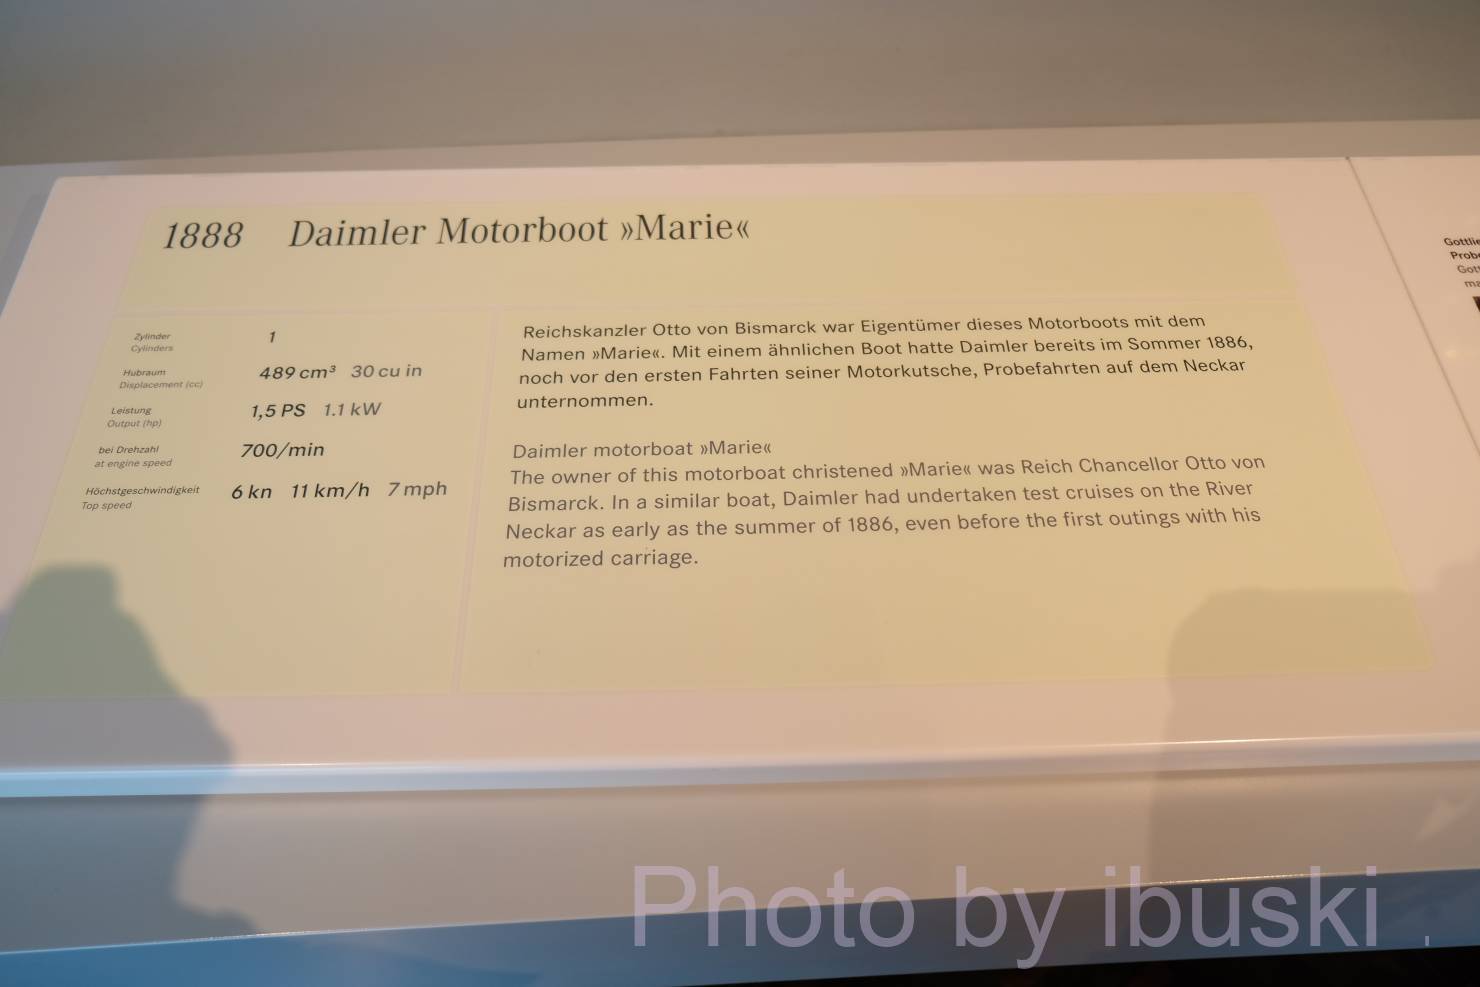 1888 Daimler Motorboot »Marie«
Zylinder 1
Cylinders
Hubraum 489 cm³ 30 cu in
Displacement (cc)
Leistung 1,5 PS 1.1 kW
Output (hp)
bei Drehzahl 700/min
at engine speed
Höchstgeschwindigkeit 6 kn 11 km/h 7 mph
Top speed
Reichskanzler Otto von Bismarck war Eigentümer dieses Motorboots mit dem
Namen »Marie«. Mit einem ähnlichen Boot hatte Daimler bereits im Sommer 1886,
noch vor den ersten Fahrten seiner Motorkutsche, Probefahrten auf dem Neckar
unternommen.
Daimler motorboat »Marie«
The owner of this motorboat christened »Marie« was Reich Chancellor Otto von
Bismarck. In a similar boat, Daimler had undertaken test cruises on the River
Neckar as early as the summer of 1886, even before the first outings with his
motorized carriage.
Gottlie
Probe
Gott
ma
Photo by ibuski